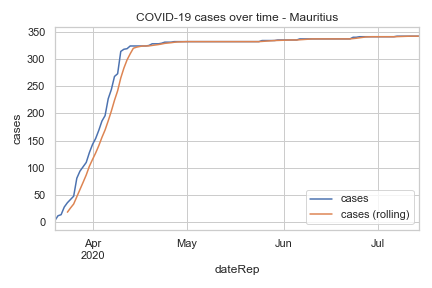 COVID-19 cases over time - Mauritius
350
300
250
200
150
100
50
0
cases
cases
cases (rolling)
Apr
2020
May
Jun
Jul
dateRep